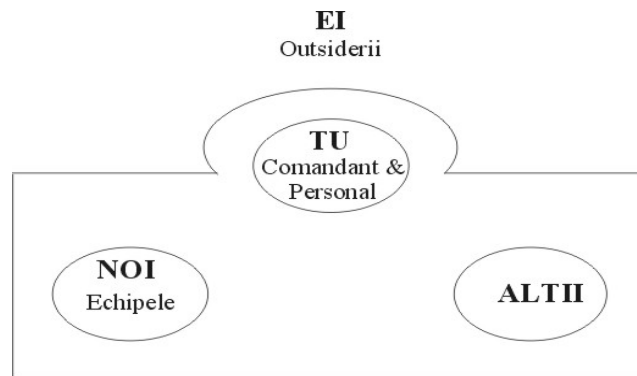 EI
Outsiderii
TU
Comandant &
Personal
NOI
Echipele
ALTII